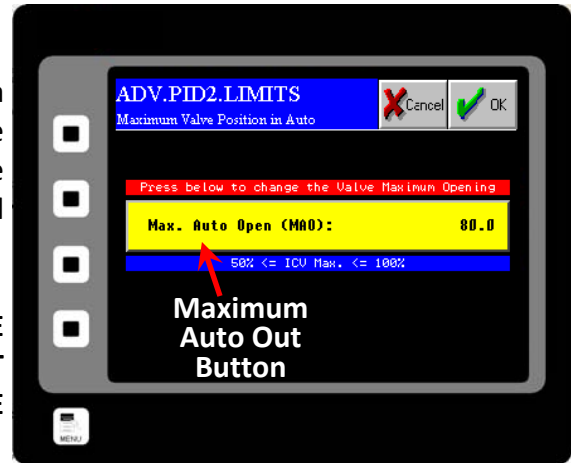 ADV.PID2.LIMITS
Maximum Valve Position in Auto
Cancel
OK
Press below to change the Valve Maximum Opening
Max. Auto Open (MAO): 80.0
50% <= ICV Max. <= 100%
Maximum
Auto Out
Button
MENU